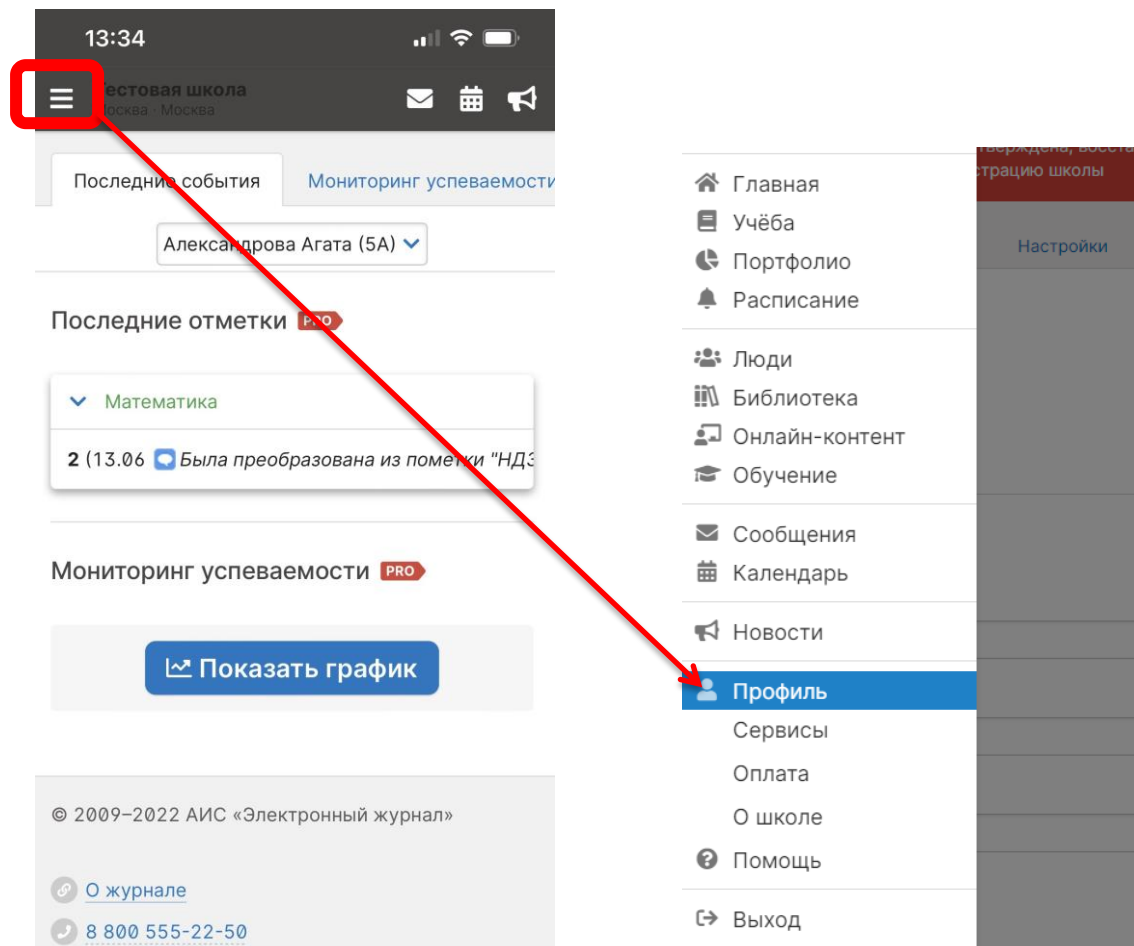 13:34
Тестовая школа
Москва · Москва
Последние события
Мониторинг успеваемости
Александрова Агата (5А)
Последние отметки PRO
Математика
2 (13.06 Была преобразована из пометки "НДЗ
Мониторинг успеваемости PRO
Показать график
© 2009–2022 АИС «Электронный журнал»
О журнале
8 800 555-22-50
Главная
Учёба
Портфолио
Расписание
Люди
Библиотека
Онлайн-контент
Обучение
Сообщения
Календарь
Новости
Профиль
Сервисы
Оплата
О школе
Помощь
Выход
страцию школы
Настройки